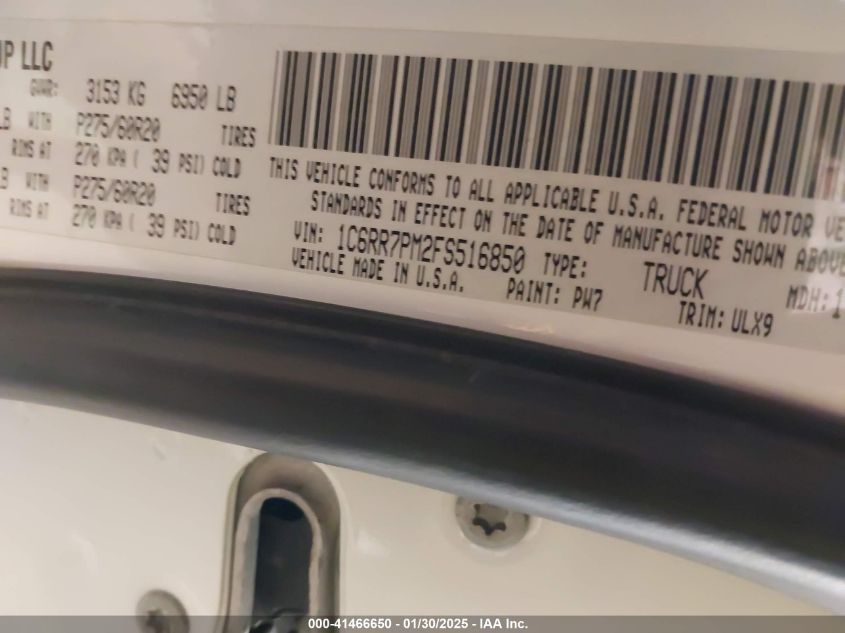 UP LLC
GVWR: 3153 KG 6950 LB
LB WITH P275/60R20 TIRES
RIMS AT 270 KPA ( 39 PSI) COLD
LB WITH P275/60R20 TIRES
RIMS AT 270 KPA ( 39 PSI) COLD
THIS VEHICLE CONFORMS TO ALL APPLICABLE U.S.A. FEDERAL MOTOR VE
STANDARDS IN EFFECT ON THE DATE OF MANUFACTURE SHOWN ABOVE
VIN: 1C6RR7PM2FS516850 TYPE: TRUCK MDH: 1
VEHICLE MADE IN U.S.A. PAINT: PW7 TRIM: ULX9
000-41466650 - 01/30/2025 - IAA Inc.